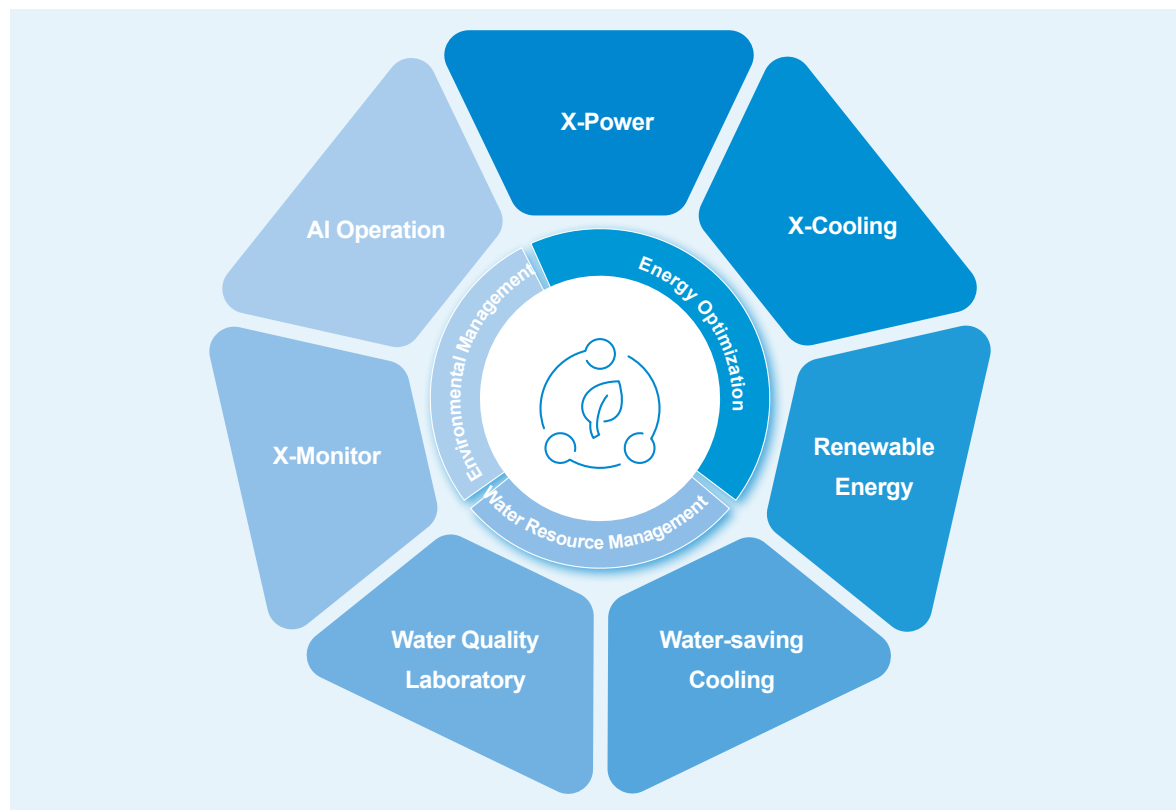 X-Power
X-Cooling
Renewable
Energy
Water-saving
Cooling
Water Quality
Laboratory
X-Monitor
AI Operation
Energy Optimization
Water Resource Management
Environmental Management